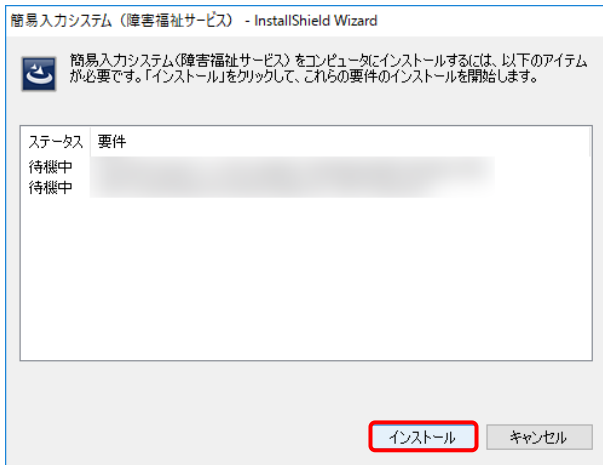 簡易入力システム（障害福祉サービス） - InstallShield Wizard
簡易入力システム(障害福祉サービス) をコンピュータにインストールするには、以下のアイテム
が必要です。「インストール」をクリックして、これらの要件のインストールを開始します。
ステータス 要件
待機中
待機中
インストール キャンセル